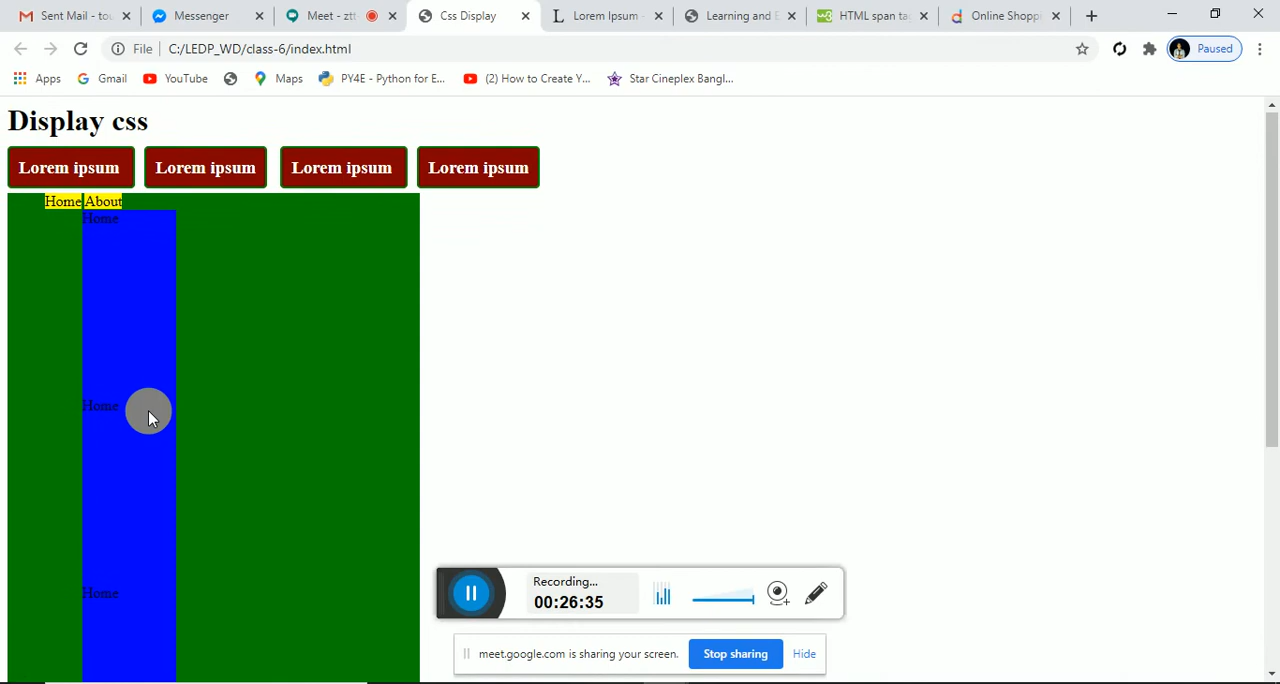 Sent Mail - tou
Messenger
Meet - ztt
Css Display
Lorem Ipsum -
Learning and E
HTML span ta
Online Shoppi
File
C:/LEDP_WD/class-6/index.html
Paused
Apps
Gmail
YouTube
Maps
PY4E - Python for E...
(2) How to Create Y...
Star Cineplex Bangl...
Display css
Lorem ipsum
Lorem ipsum
Lorem ipsum
Lorem ipsum
Home About
Home
Home
Home
Recording...
00:26:35
meet.google.com is sharing your screen.
Stop sharing
Hide